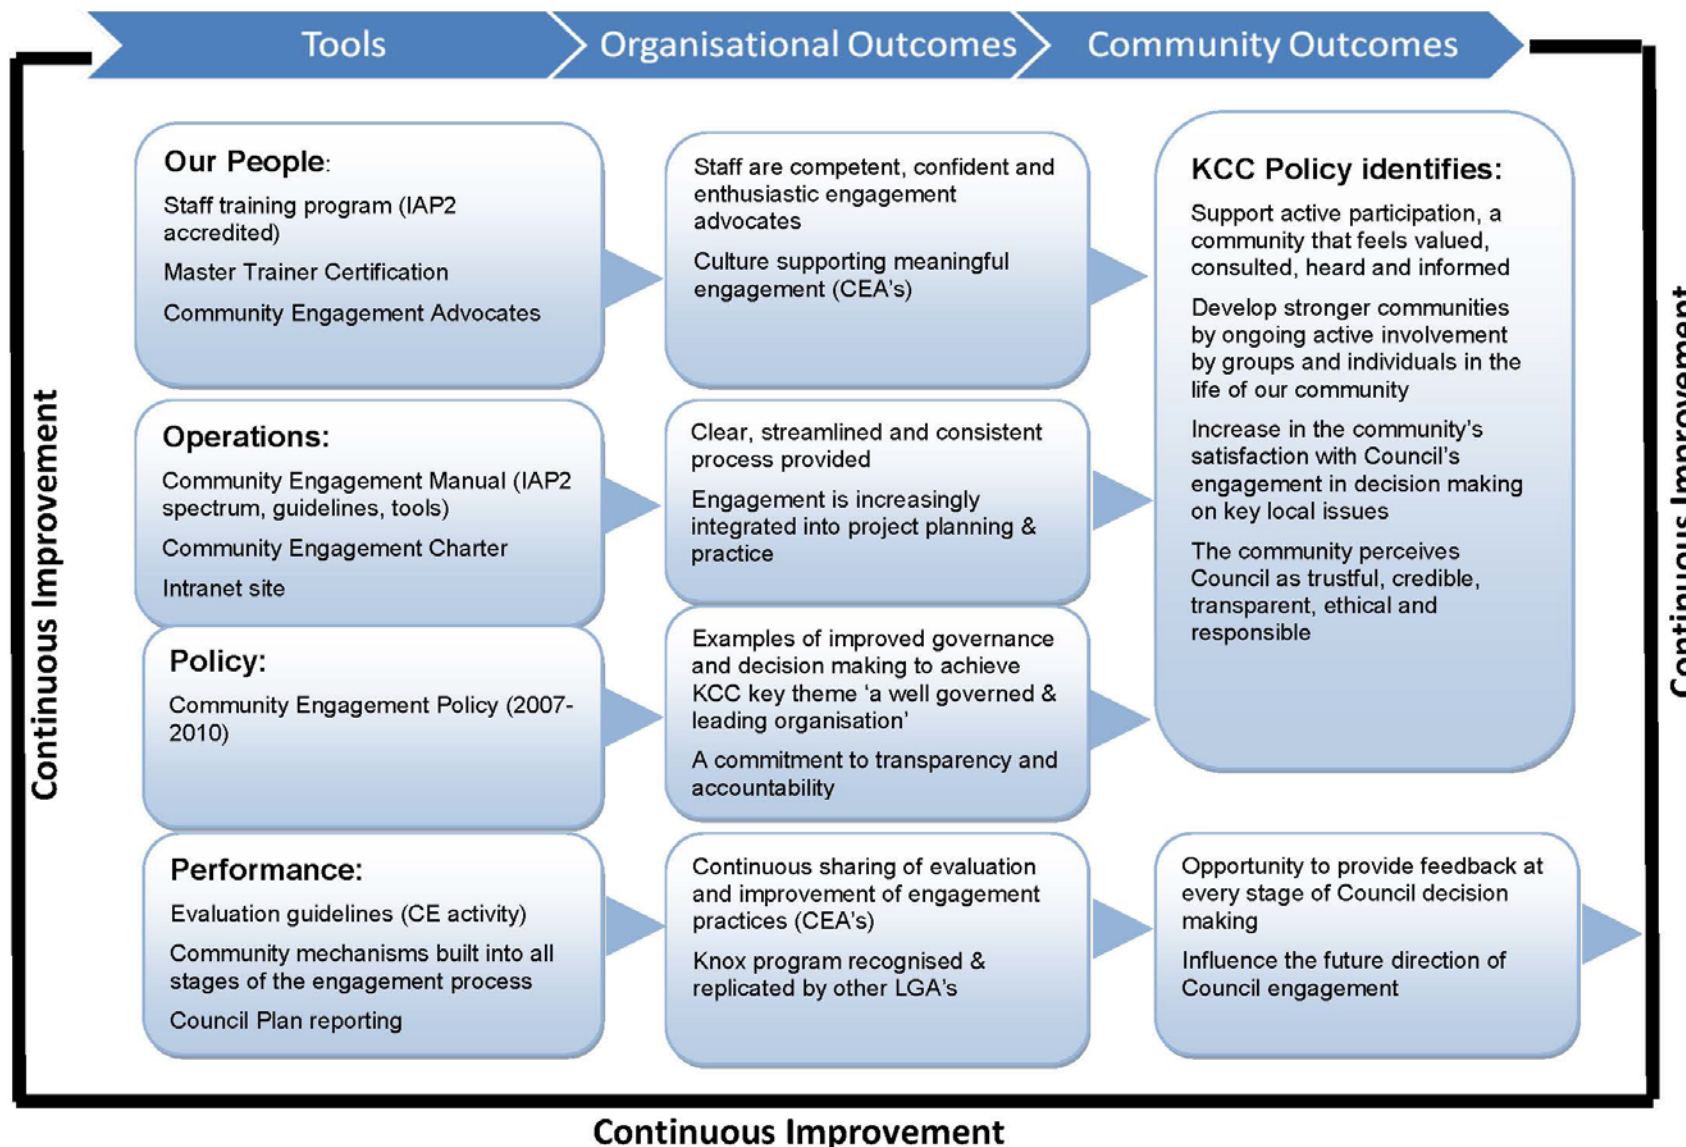 Tools
Organisational Outcomes
Community Outcomes
Our People:
Staff training program (IAP2
accredited)
Master Trainer Certification
Community Engagement Advocates
Staff are competent, confident and
enthusiastic engagement
advocates
Culture supporting meaningful
engagement (CEA's)
KCC Policy identifies:
Support active participation, a
community that feels valued,
consulted, heard and informed
Develop stronger communities
by ongoing active involvement
by groups and individuals in the
life of our community
Increase in the community's
satisfaction with Council's
engagement in decision making
on key local issues
The community perceives
Council as trustful, credible,
transparent, ethical and
responsible
Operations:
Community Engagement Manual (IAP2
spectrum, guidelines, tools)
Community Engagement Charter
Intranet site
Clear, streamlined and consistent
process provided
Engagement is increasingly
integrated into project planning &
practice
Policy:
Community Engagement Policy (2007-
2010)
Examples of improved governance
and decision making to achieve
KCC key theme 'a well governed &
leading organisation'
A commitment to transparency and
accountability
Performance:
Evaluation guidelines (CE activity)
Community mechanisms built into all
stages of the engagement process
Council Plan reporting
Continuous sharing of evaluation
and improvement of engagement
practices (CEA's)
Knox program recognised &
replicated by other LGA's
Opportunity to provide feedback at
every stage of Council decision
making
Influence the future direction of
Council engagement
Continuous Improvement
Continuous Improvement
Continuous Improvement